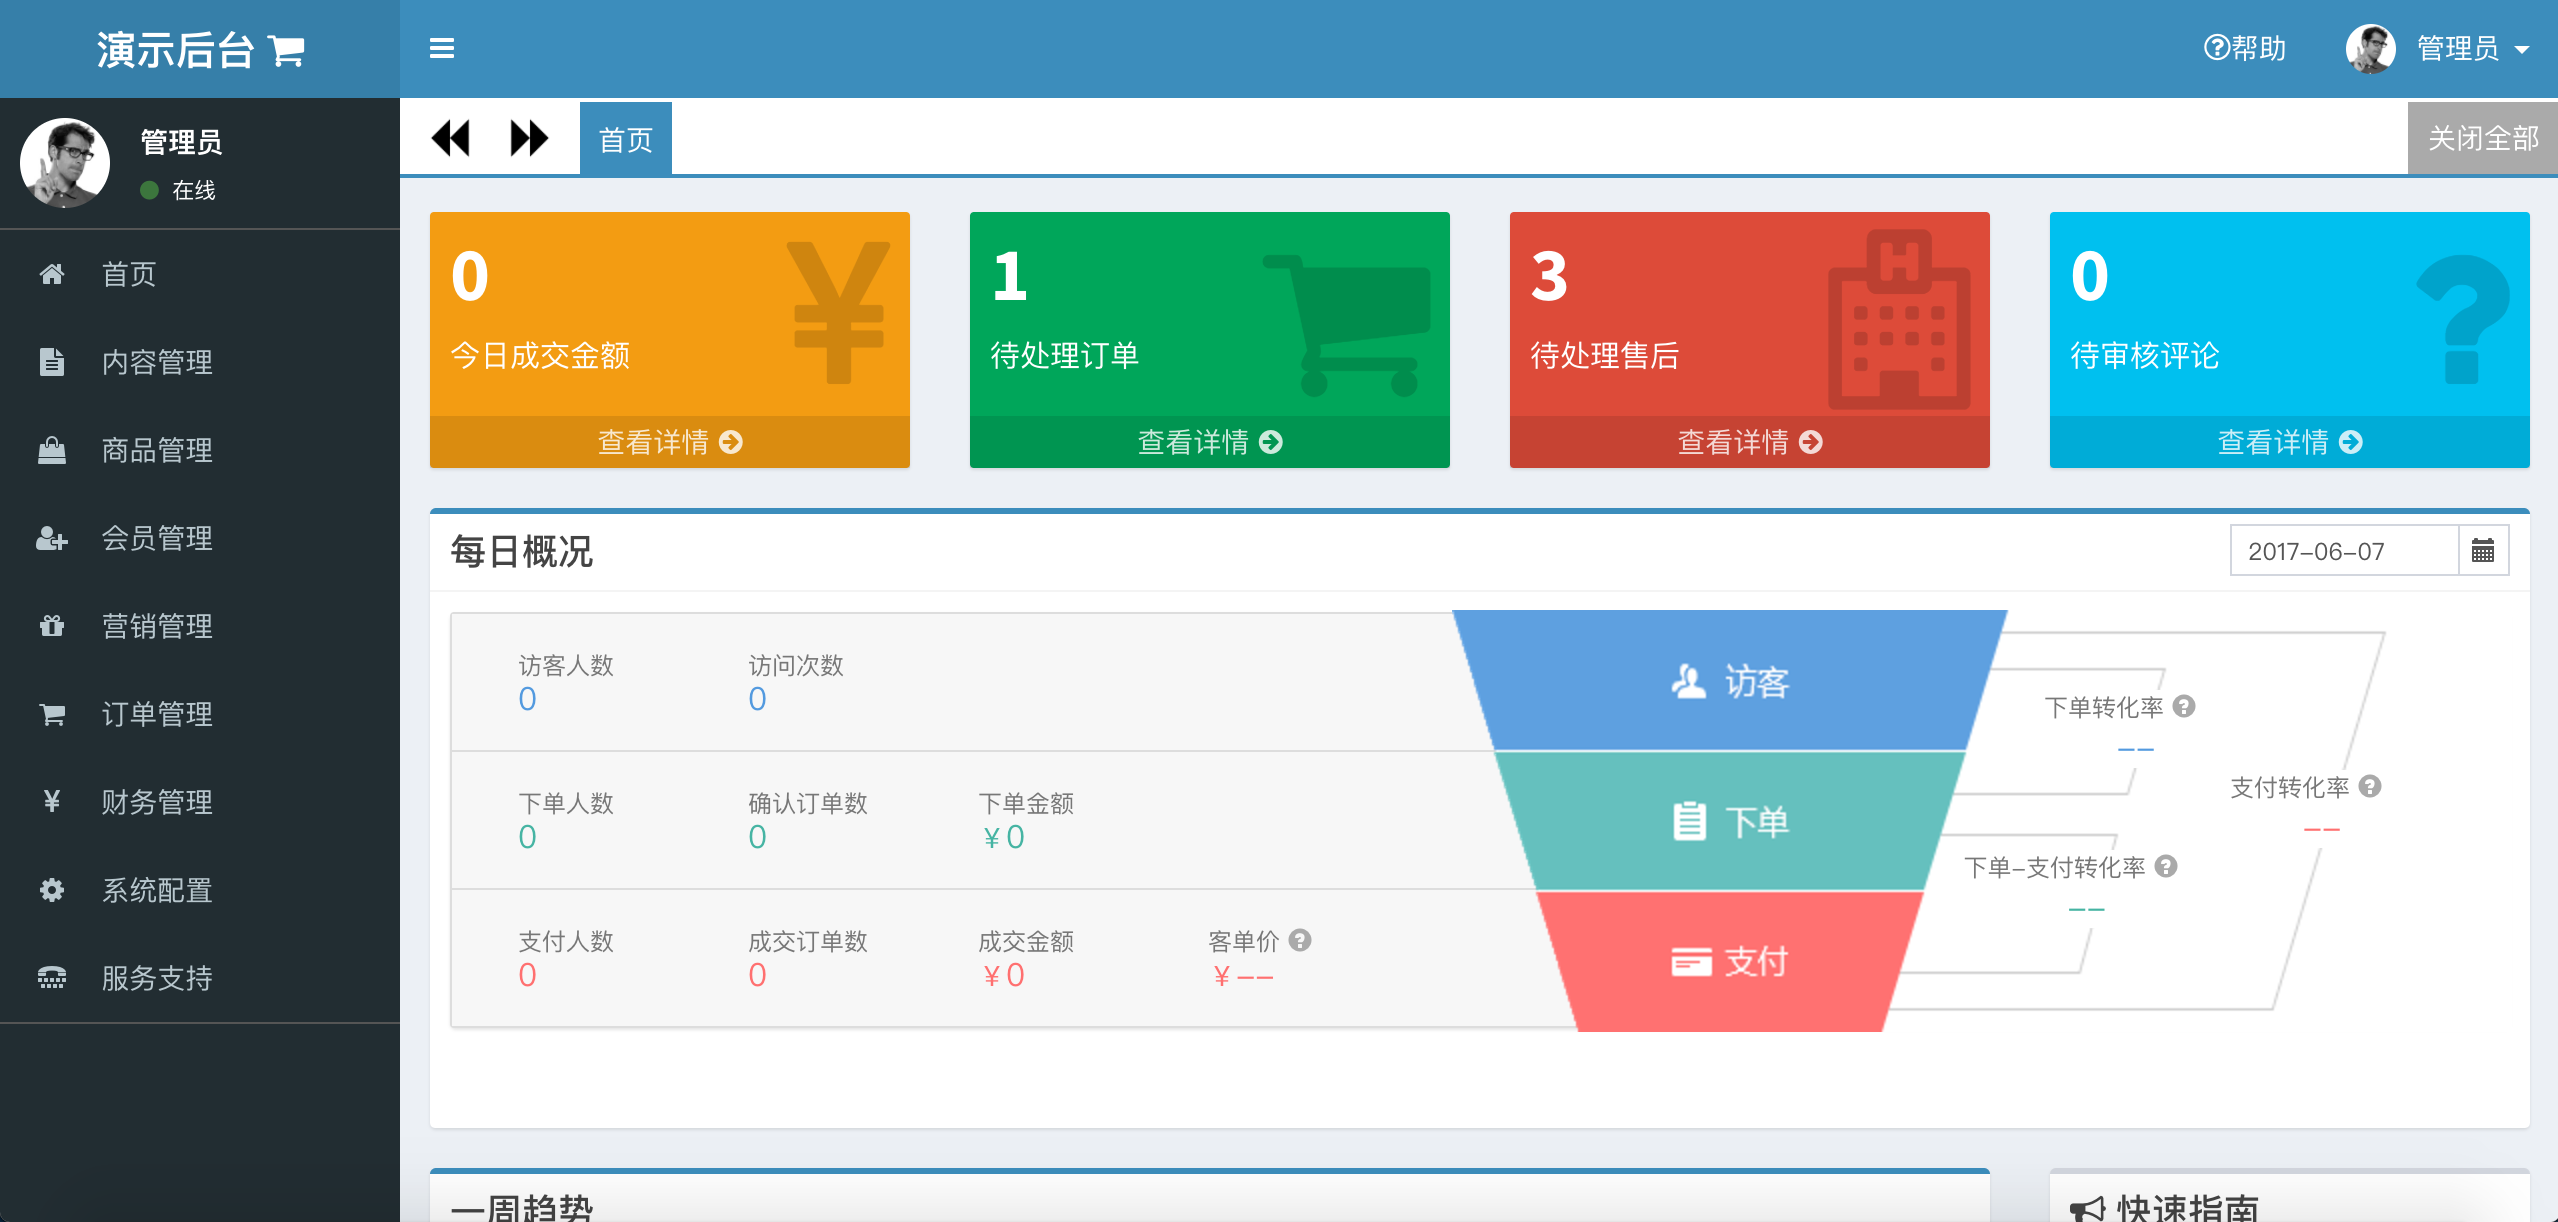 演示后台
帮助
管理员
管理员
在线
首页
内容管理
商品管理
会员管理
营销管理
订单管理
财务管理
系统配置
服务支持
首页
关闭全部
0
今日成交金额
查看详情
1
待处理订单
查看详情
3
待处理售后
查看详情
0
待审核评论
查看详情
每日概况
2017-06-07
访客人数
0
访问次数
0
下单人数
0
确认订单数
0
下单金额
¥0
支付人数
0
成交订单数
0
成交金额
¥0
客单价
¥--
访客
下单
支付
下单转化率
--
支付转化率
--
下单-支付转化率
--
一周趋势
快速指南